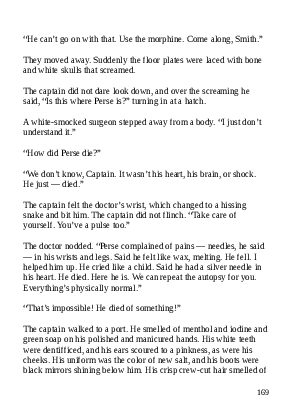 “He can’t go on with that. Use the morphine. Come along, Smith.”
They moved away. Suddenly the floor plates were laced with bone
and white skulls that screamed.
The captain did not dare look down, and over the screaming he
said, “Is this where Perse is?” turning in at a hatch.
A white-smocked surgeon stepped away from a body. “I just don’t
understand it.”
“How did Perse die?”
“We don’t know, Captain. It wasn’t his heart, his brain, or shock.
He just — died.”
The captain felt the doctor’s wrist, which changed to a hissing
snake and bit him. The captain did not flinch. “Take care of
yourself. You’ve a pulse too.”
The doctor nodded. “Perse complained of pains — needles, he said
— in his wrists and legs. Said he felt like wax, melting. He fell. I
helped him up. He cried like a child. Said he had a silver needle in
his heart. He died. Here he is. We can repeat the autopsy for you.
Everything’s physically normal.”
“That’s impossible! He died of something!”
The captain walked to a port. He smelled of menthol and iodine and
green soap on his polished and manicured hands. His white teeth
were dentifficed, and his ears scoured to a pinkness, as were his
cheeks. His uniform was the color of new salt, and his boots were
black mirrors shining below him. His crisp crew-cut hair smelled of
169